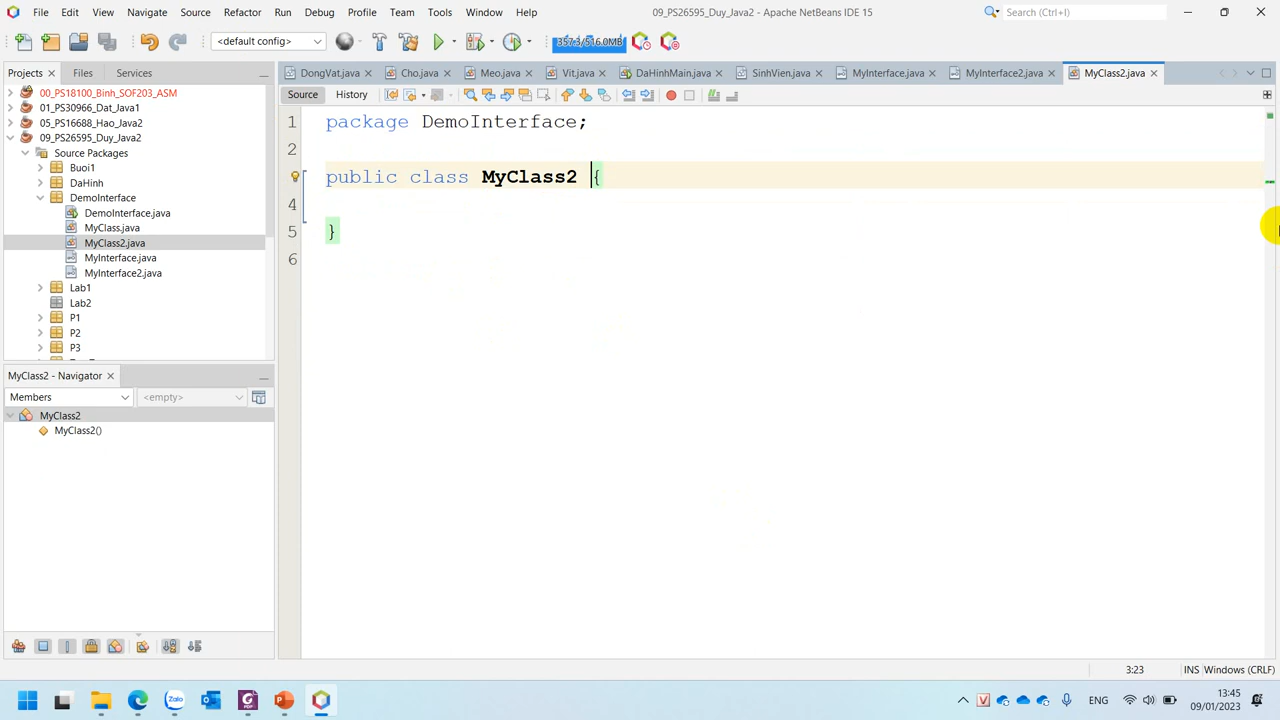 File Edit View Navigate Source Refactor Run Debug Profile Team Tools Window Help
09_PS26595_Duy_Java2 - Apache NetBeans IDE 15
Search (Ctrl+I)
<default config>
357.3/516.0MB
Projects Files Services
DongVat.java Cho.java Meo.java Vit.java DaHinhMain.java SinhVien.java MyInterface.java MyInterface2.java MyClass2.java
Source History
00_PS18100_Binh_SOF203_ASM
01_PS30966_Dat_Java1
05_PS16688_Hao_Java2
09_PS26595_Duy_Java2
Source Packages
Buoi1
DaHinh
DemoInterface
DemoInterface.java
MyClass.java
MyClass2.java
MyInterface.java
MyInterface2.java
Lab1
Lab2
P1
P2
P3
1 package DemoInterface;
2
public class MyClass2 {
4
5 }
6
MyClass2 - Navigator
Members <empty>
MyClass2
MyClass2()
3:23 INS Windows (CRLF)
Zalo
PDF
P
V
ENG
13:45
09/01/2023